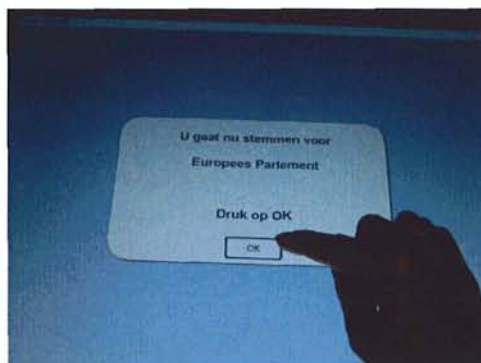 U gaat nu stemmen voor
Europees Parlement
Druk op OK
OK